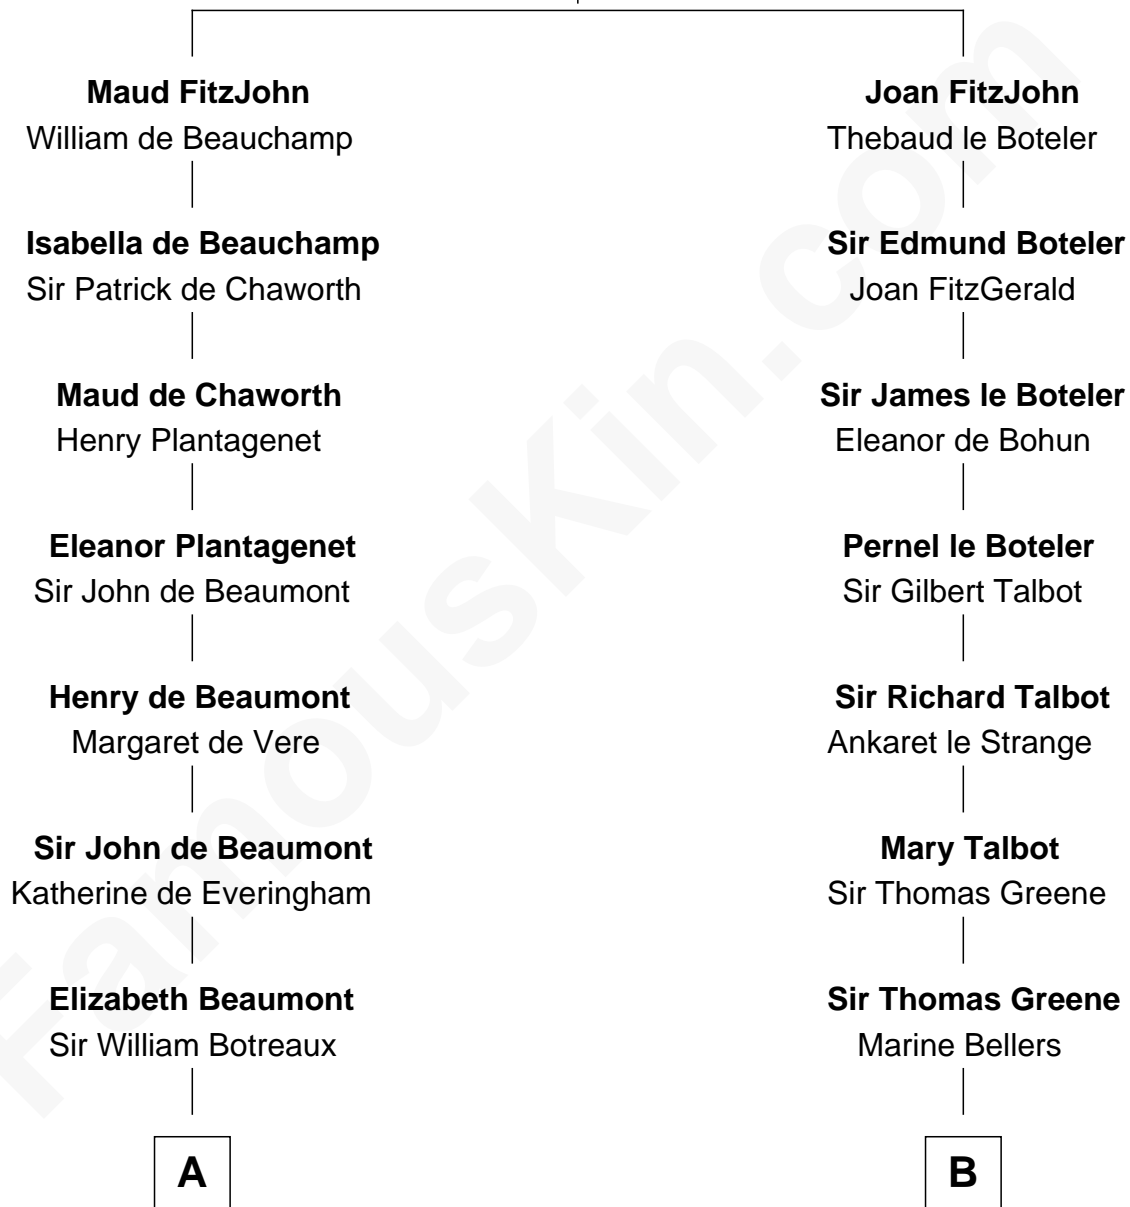 Maud FitzJohn
William de Beauchamp
Isabella de Beauchamp
Sir Patrick de Chaworth
Maud de Chaworth
Henry Plantagenet
Eleanor Plantagenet
Sir John de Beaumont
Henry de Beaumont
Margaret de Vere
Sir John de Beaumont
Katherine de Everingham
Elizabeth Beaumont
Sir William Botreaux
A
Joan FitzJohn
Thebaud le Boteler
Sir Edmund Boteler
Joan FitzGerald
Sir James le Boteler
Eleanor de Bohun
Pernel le Boteler
Sir Gilbert Talbot
Sir Richard Talbot
Ankaret le Strange
Mary Talbot
Sir Thomas Greene
Sir Thomas Greene
Marine Bellers
B
FamousKin.com